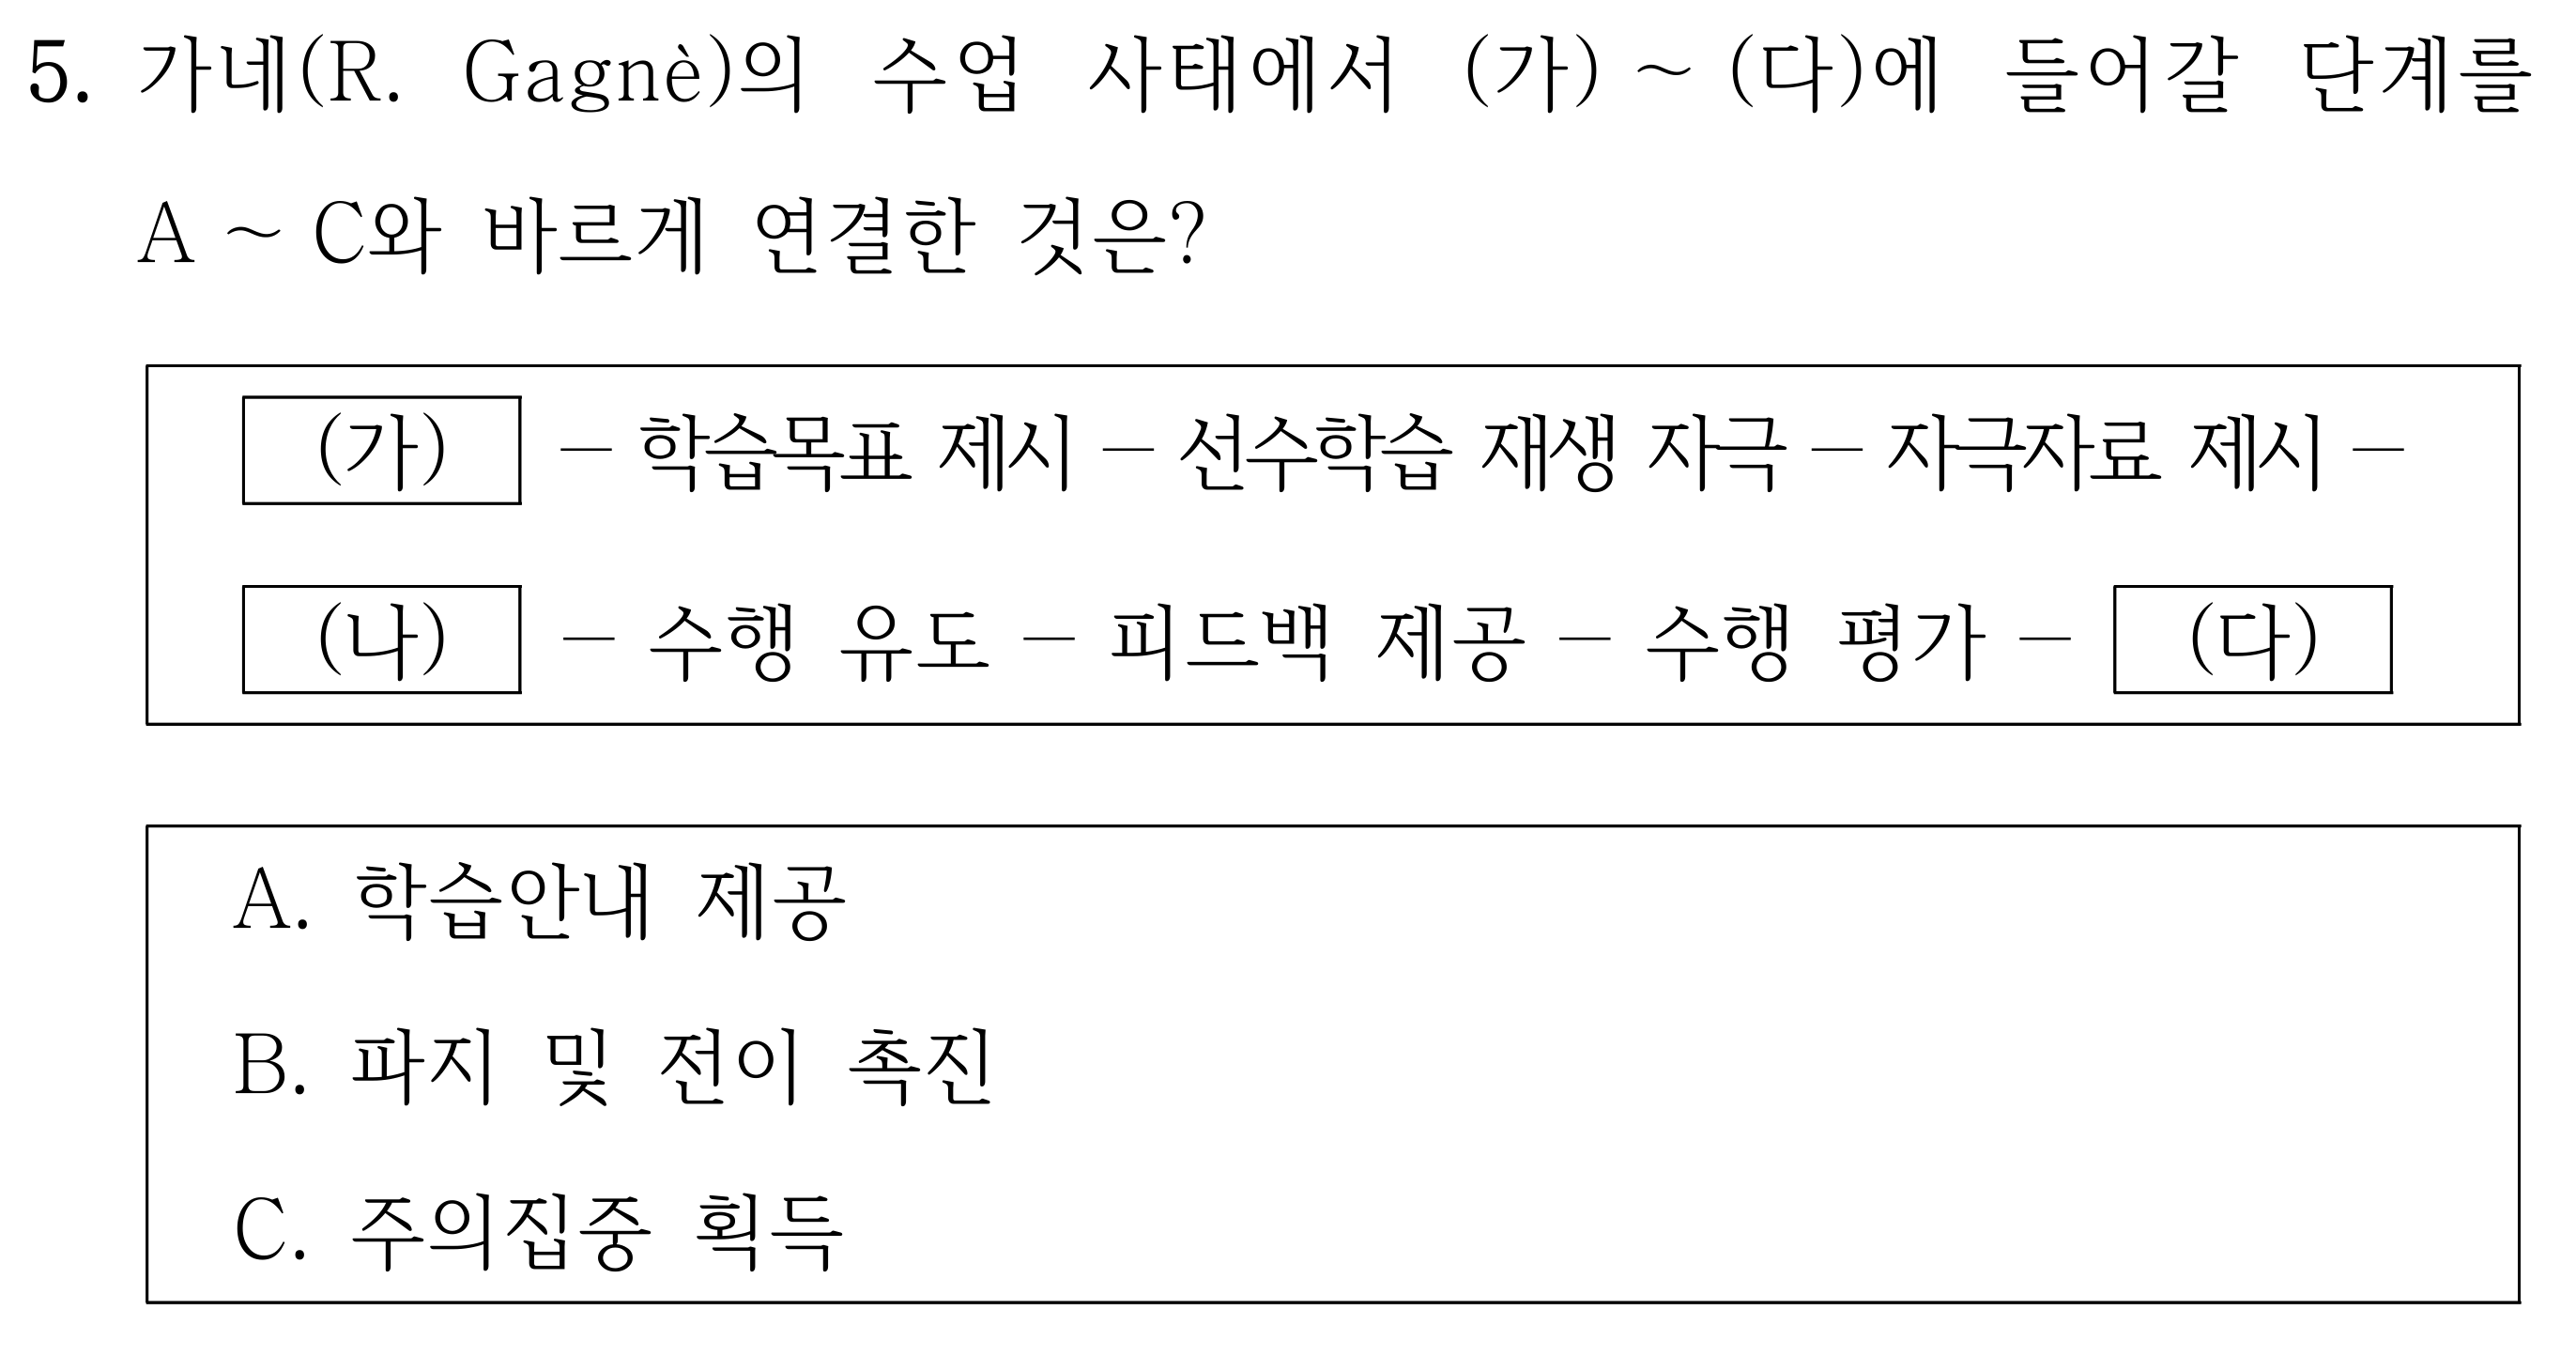 5. 가네(R. Gagnè)의 수업 사태에서 (가) ~ (다)에 들어갈 단계를
A ~ C와 바르게 연결한 것은?
(가) - 학습목표 제시 - 선수학습 재생 자극 - 자극자료 제시 -
(나) - 수행 유도 - 피드백 제공 - 수행 평가 - (다)
A. 학습안내 제공
B. 파지 및 전이 촉진
C. 주의집중 획득